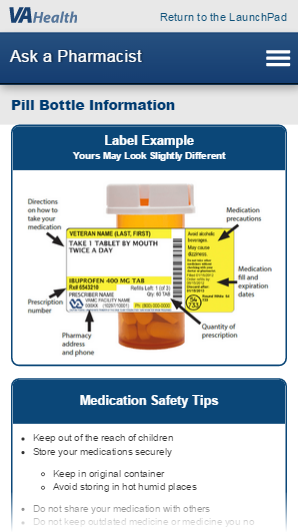 VA Health
Return to the LaunchPad
Ask a Pharmacist
Pill Bottle Information
Label Example
Yours May Look Slightly Different
Directions
on how to
take your
medication
Medication
precautions
VETERAN NAME (LAST, FIRST)
TAKE 1 TABLET BY MOUTH
TWICE A DAY
Avoid alcoholic
beverages.
May cause
dizziness.
IBUPROFEN 400 MG TAB
Rx# 6543210
Refills Left: 1 (of 3)
PRESCRIBER NAME
Qty: 60 TAB
VAMC FACILITY NAME
Medication
fill and
expiration
dates
Prescription
number
Quantity of
prescription
Pharmacy
address
and phone
Medication Safety Tips
Keep out of the reach of children
Store your medications securely
Keep in original container
Avoid storing in hot humid places
Do not share your medication with others
Do not keep outdated medicine or medicine you no